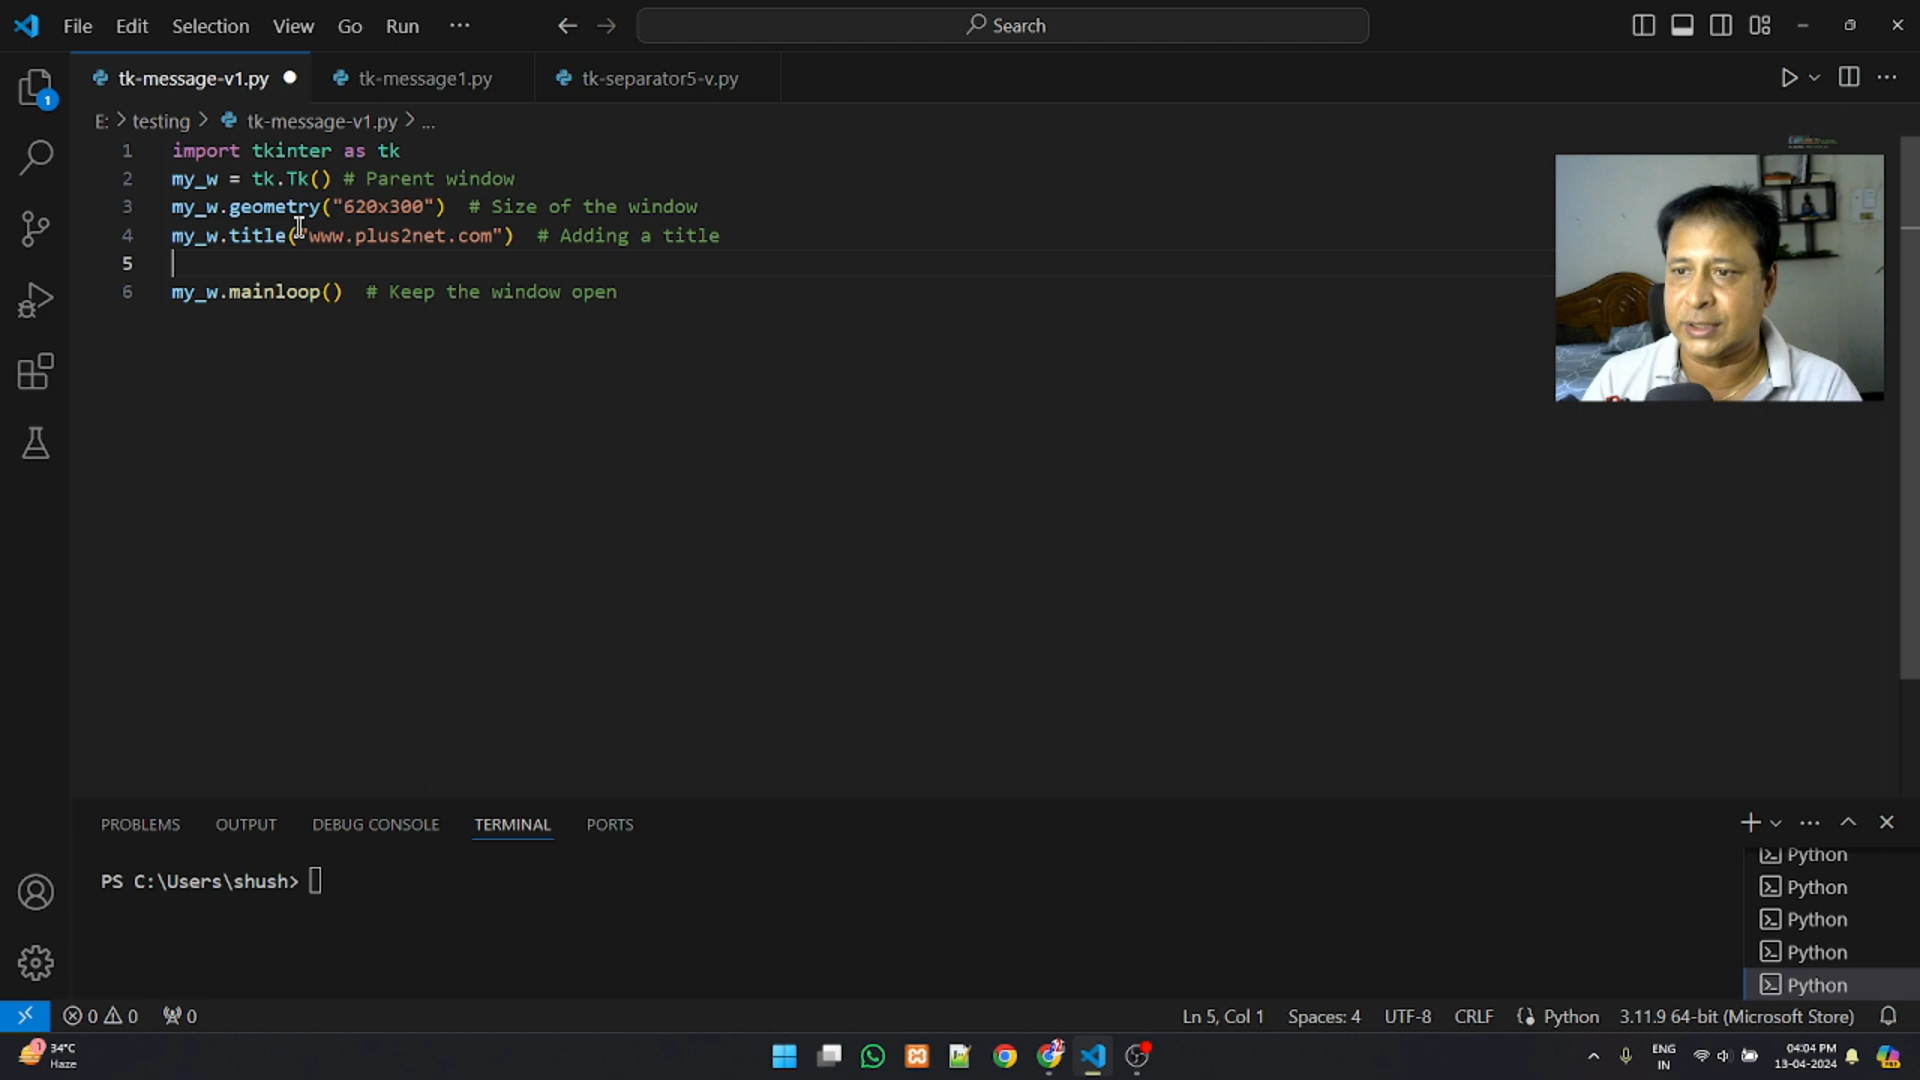 File Edit Selection View Go Run ··· Search
tk-message-v1.py tk-message1.py tk-separator5-v.py
E: > testing > tk-message-v1.py > ...
1 import tkinter as tk
2 my_w = tk.Tk() # Parent window
3 my_w.geometry("620x300")  # Size of the window
4 my_w.title("www.plus2net.com")  # Adding a title
5
6 my_w.mainloop()  # Keep the window open
1
PROBLEMS OUTPUT DEBUG CONSOLE TERMINAL PORTS
PS C:\Users\shush>
Python
Python
Python
Python
Python
0 0 0 Ln 5, Col 1 Spaces: 4 UTF-8 CRLF Python 3.11.9 64-bit (Microsoft Store)
1 34°C
Haze
ENG
IN
04:04 PM
13-04-2024